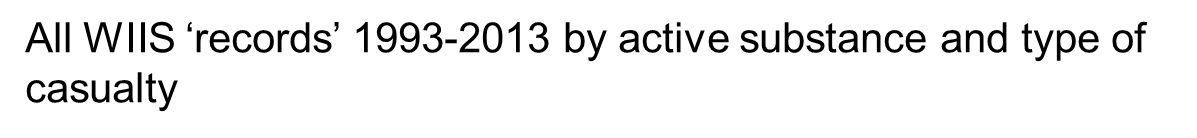 All WIIS ‘records’ 1993-2013 by active substance and type of
casualty